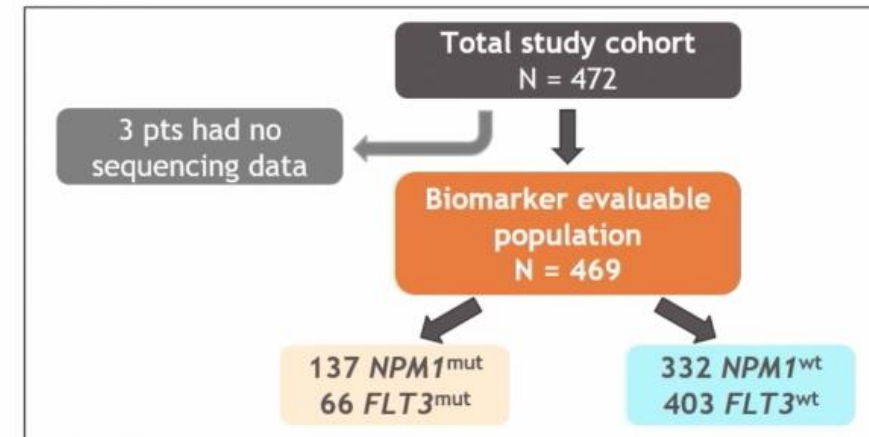 Total study cohort
N = 472
3 pts had no
sequencing data
Biomarker evaluable
population
N = 469
137 NPM1ᵐᵘᵗ
66 FLT3ᵐᵘᵗ
332 NPM1ʷᵗ
403 FLT3ʷᵗ